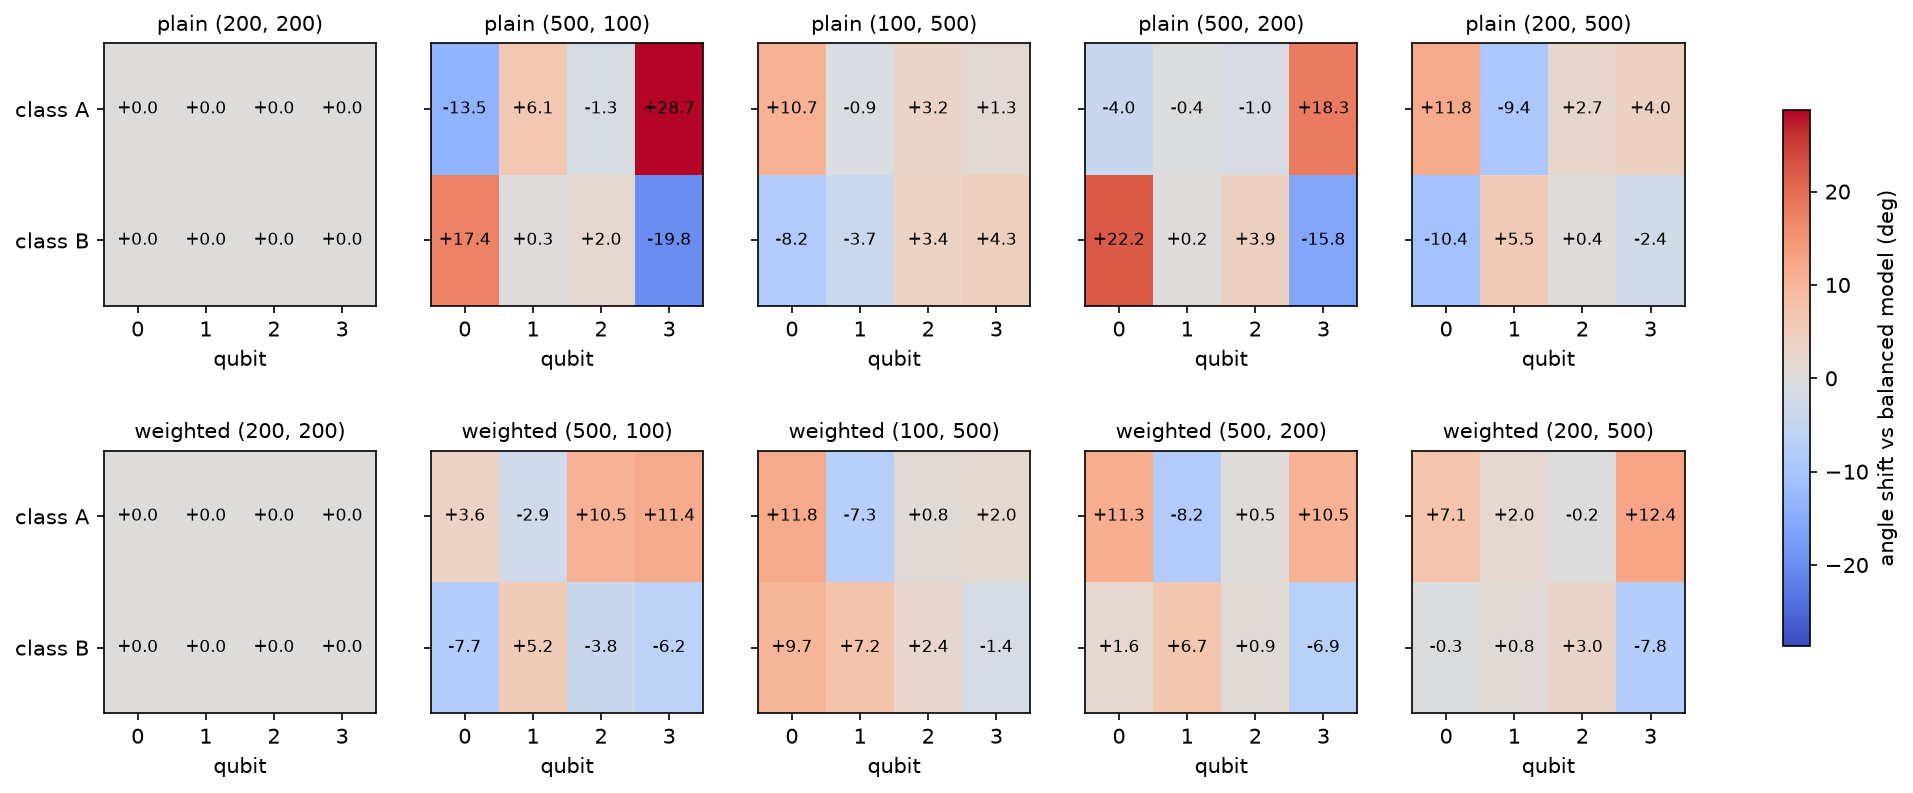 plain (200, 200) plain (500, 100) plain (100, 500) plain (500, 200) plain (200, 500)
class A +0.0 +0.0 +0.0 +0.0 -13.5 +6.1 -1.3 +28.7 +10.7 -0.9 +3.2 +1.3 -4.0 -0.4 -1.0 +18.3 +11.8 -9.4 +2.7 +4.0
class B +0.0 +0.0 +0.0 +0.0 +17.4 +0.3 +2.0 -19.8 -8.2 -3.7 +3.4 +4.3 +22.2 +0.2 +3.9 -15.8 -10.4 +5.5 +0.4 -2.4
0 1 2 3 0 1 2 3 0 1 2 3 0 1 2 3 0 1 2 3
qubit qubit qubit qubit qubit
weighted (200, 200) weighted (500, 100) weighted (100, 500) weighted (500, 200) weighted (200, 500)
class A +0.0 +0.0 +0.0 +0.0 +3.6 -2.9 +10.5 +11.4 +11.8 -7.3 +0.8 +2.0 +11.3 -8.2 +0.5 +10.5 +7.1 +2.0 -0.2 +12.4
class B +0.0 +0.0 +0.0 +0.0 -7.7 +5.2 -3.8 -6.2 +9.7 +7.2 +2.4 -1.4 +1.6 +6.7 +0.9 -6.9 -0.3 +0.8 +3.0 -7.8
0 1 2 3 0 1 2 3 0 1 2 3 0 1 2 3 0 1 2 3
qubit qubit qubit qubit qubit
20
10
0
−10
−20
angle shift vs balanced model (deg)